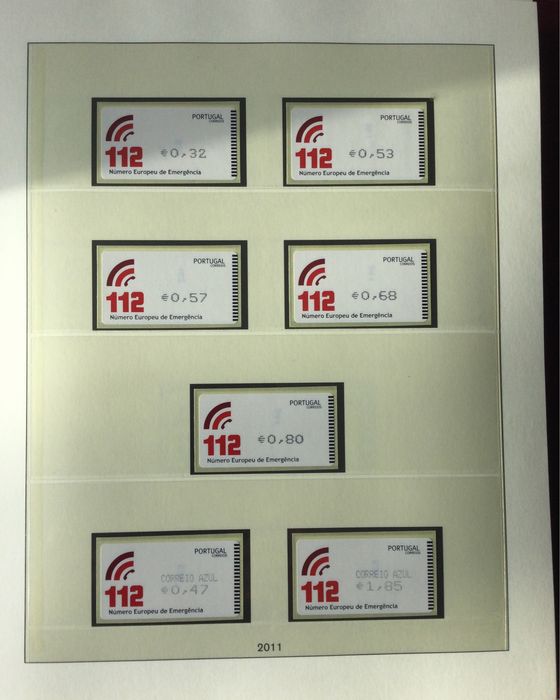 PORTUGAL
CORREIOS
112 €0,32
Número Europeu de Emergência
PORTUGAL
CORREIOS
112 €0,53
Número Europeu de Emergência
PORTUGAL
CORREIOS
112 €0,57
Número Europeu de Emergência
PORTUGAL
CORREIOS
112 €0,68
Número Europeu de Emergência
PORTUGAL
CORREIOS
112 €0,80
Número Europeu de Emergência
PORTUGAL
CORREIOS
CORREIO AZUL
112 €0,47
Número Europeu de Emergência
PORTUGAL
CORREIOS
CORREIO AZUL
112 €1,85
Número Europeu de Emergência
2011